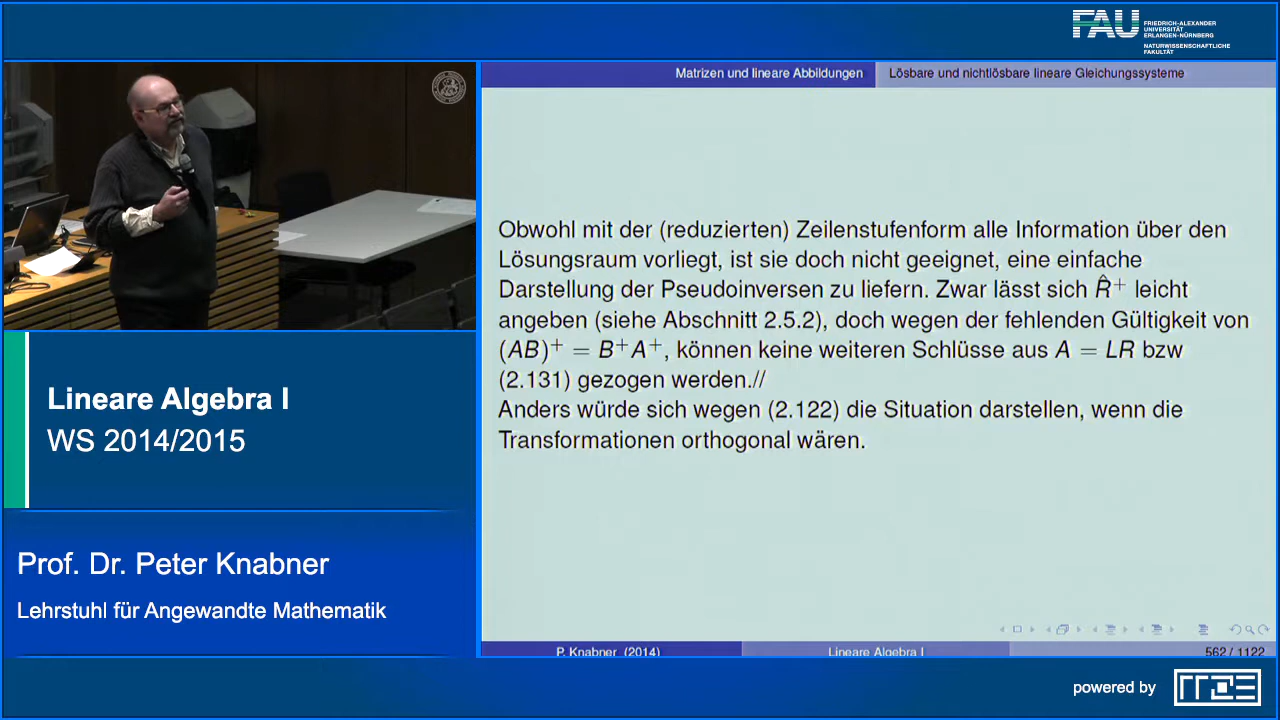 FAU
FRIEDRICH-ALEXANDER
UNIVERSITÄT
ERLANGEN-NÜRNBERG
NATURWISSENSCHAFTLICHE
FAKULTÄT
Matrizen und lineare Abbildungen
Lösbare und nichtlösbare lineare Gleichungssysteme
Obwohl mit der (reduzierten) Zeilenstufenform alle Information über den
Lösungsraum vorliegt, ist sie doch nicht geeignet, eine einfache
Darstellung der Pseudoinversen zu liefern. Zwar lässt sich R̂⁺ leicht
angeben (siehe Abschnitt 2.5.2), doch wegen der fehlenden Gültigkeit von
(AB)⁺ = B⁺A⁺, können keine weiteren Schlüsse aus A = LR bzw
(2.131) gezogen werden.//
Anders würde sich wegen (2.122) die Situation darstellen, wenn die
Transformationen orthogonal wären.
P. Knabner (2014)
Lineare Algebra I
562 / 1122
Lineare Algebra I
WS 2014/2015
Prof. Dr. Peter Knabner
Lehrstuhl für Angewandte Mathematik
powered by